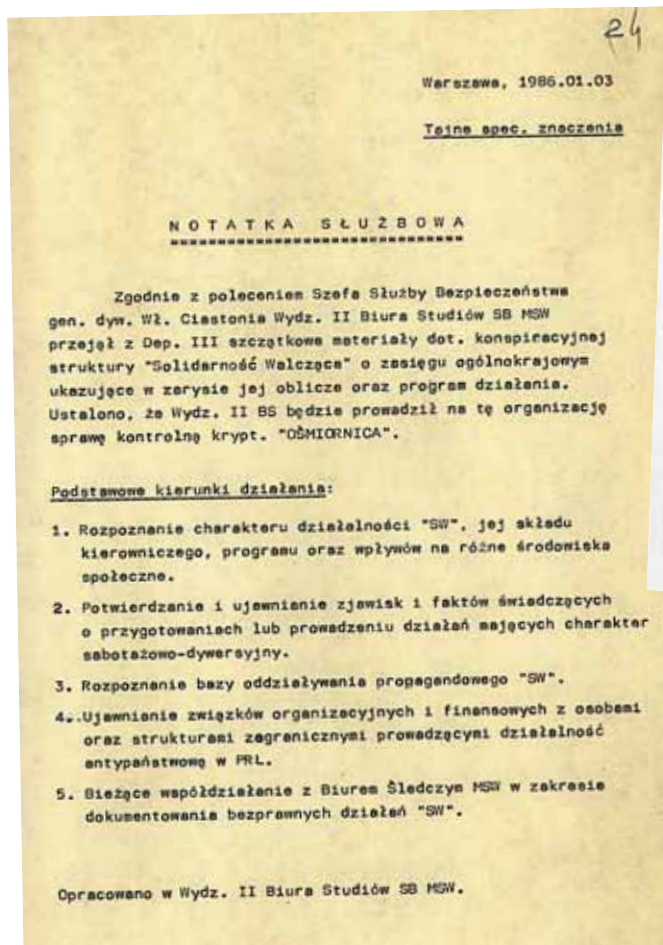 24
Warszawa, 1986.01.03
Tajne spec. znaczenia
NOTATKA SŁUŻBOWA
Zgodnie z poleceniem Szefa Służby Bezpieczeństwa
gen. dyw. Wł. Ciastonia Wydz. II Biura Studiów SB MSW
przejął z Dep. III szczątkowe materiały dot. konspiracyjnej
struktury "Solidarność Walcząca" o zasięgu ogólnokrajowym
ukazujące w zarysie jej oblicze oraz program działania.
Ustalono, że Wydz. II BS będzie prowadził na tę organizację
sprawę kontrolną krypt. "OŚMIORNICA".
Podstawowe kierunki działania:
1. Rozpoznanie charakteru działalności "SW", jej składu
kierowniczego, programu oraz wpływów na różne środowiska
społeczne.
2. Potwierdzanie i ujawnianie zjawisk i faktów świadczących
o przygotowaniach lub prowadzeniu działań mających charakter
sabotażowo-dywersyjny.
3. Rozpoznanie bazy oddziaływania propagandowego "SW".
4..Ujawnianie związków organizacyjnych i finansowych z osobami
oraz strukturami zagranicznymi prowadzącymi działalność
antypaństwową w PRL.
5. Bieżące współdziałanie z Biurem Śledczym MSW w zakresie
dokumentowania bezprawnych działań "SW".
Opracowano w Wydz. II Biura Studiów SB MSW.